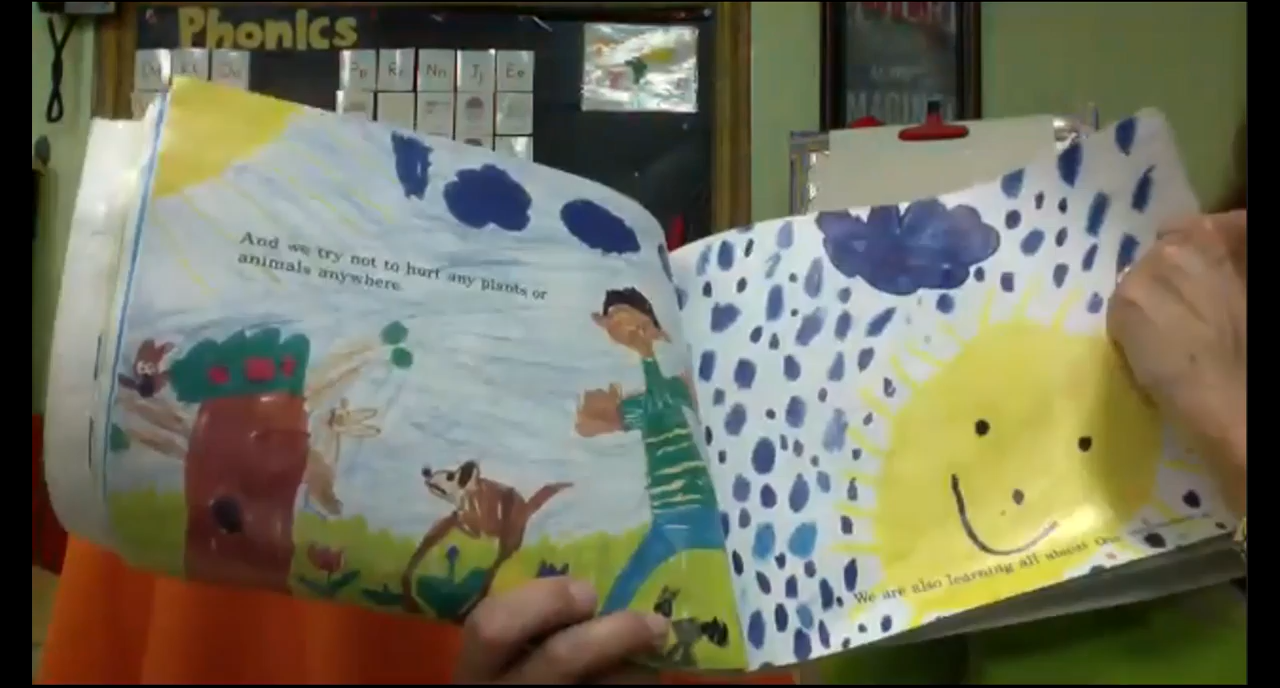 Phonics
Pp Rr Nn Jj Ee
And we try not to hurt any plants or
animals anywhere.
We are also learning all about